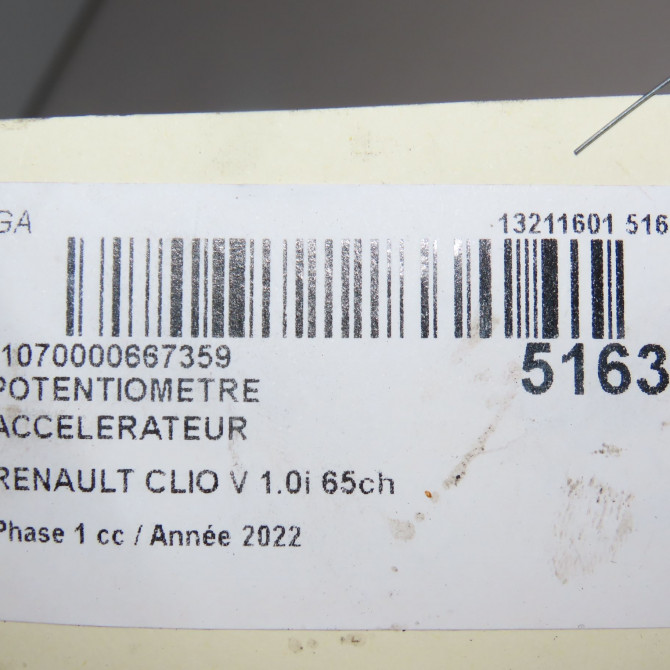 GA 13211601 516
1070000667359 5163
POTENTIOMETRE
ACCELERATEUR
RENAULT CLIO V 1.0i 65ch
Phase 1 cc / Année 2022